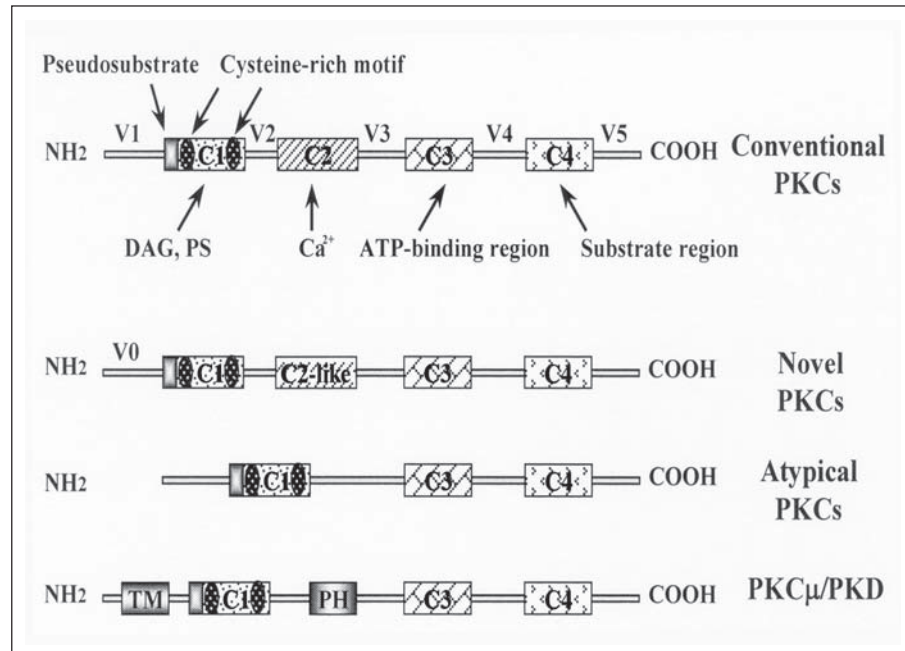 Pseudosubstrate Cysteine-rich motif
V1 V2 V3 V4 V5
NH2 C1 C2 C3 C4 COOH Conventional
PKCs
DAG, PS Ca2+ ATP-binding region Substrate region
V0
NH2 C1 C2-like C3 C4 COOH Novel
PKCs
NH2 C1 C3 C4 COOH Atypical
PKCs
NH2 TM C1 PH C3 C4 COOH PKCμ/PKD